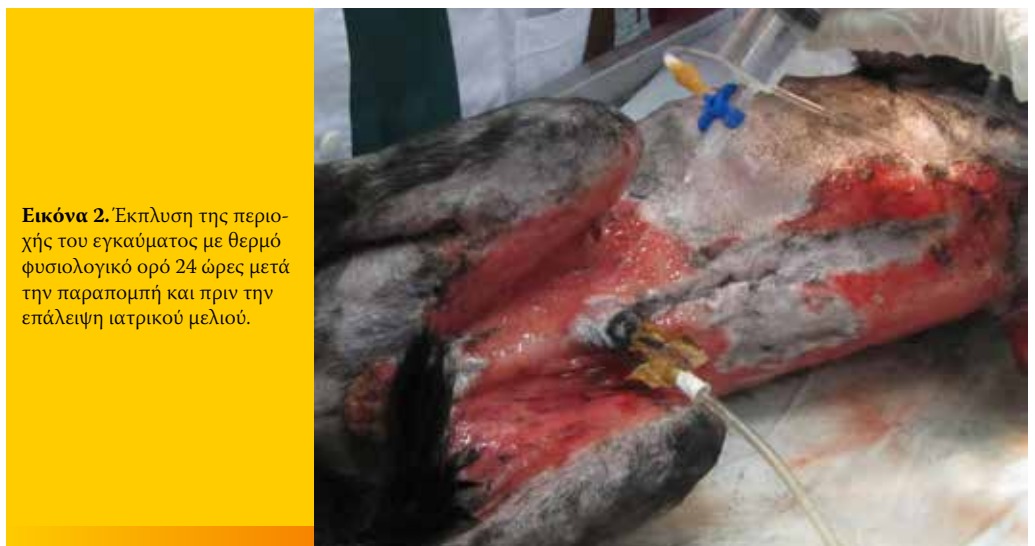 Εικόνα 2. Έκπλυση της περιο-
χής του εγκαύματος με θερμό
φυσιολογικό ορό 24 ώρες μετά
την παραπομπή και πριν την
επάλειψη ιατρικού μελιού.